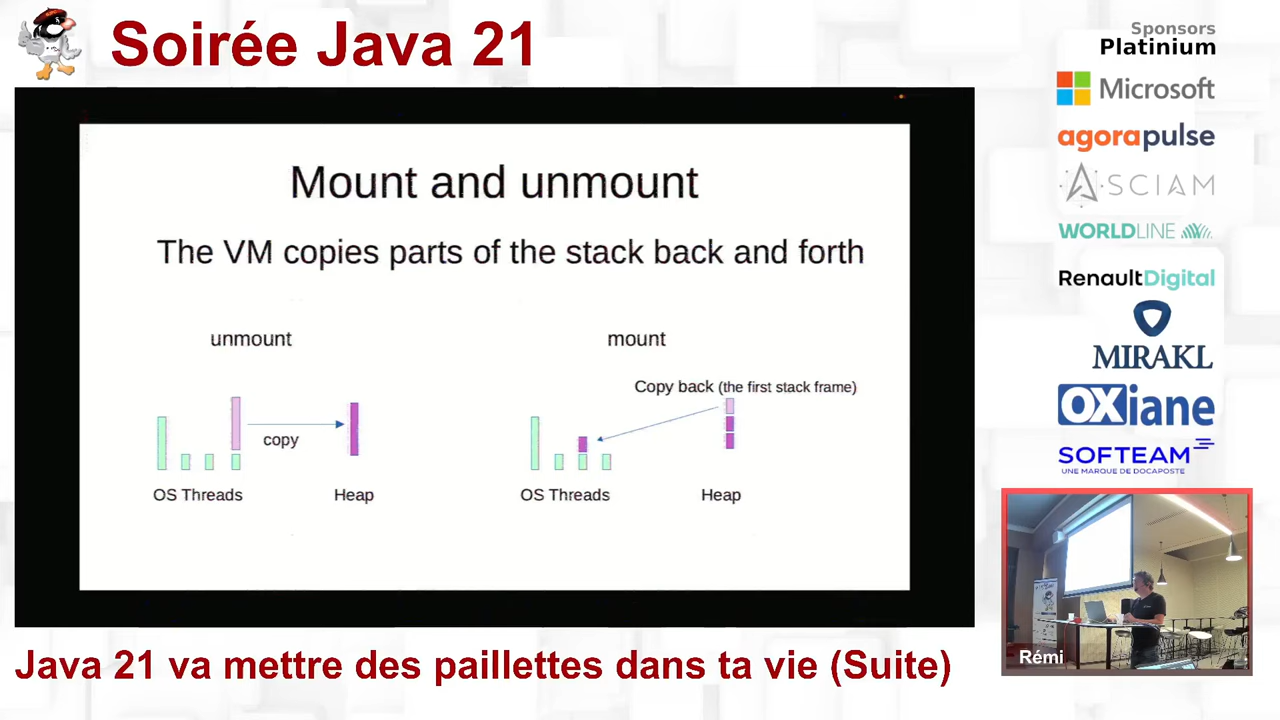 Soirée Java 21
Sponsors
Platinium
Microsoft
agorapulse
ASCIAM
WORLDLINE
RenaultDigital
MIRAKL
OXiane
SOFTEAM
UNE MARQUE DE DOCAPOSTE
Mount and unmount
The VM copies parts of the stack back and forth
unmount
mount
Copy back (the first stack frame)
copy
OS Threads
Heap
OS Threads
Heap
Rémi
Java 21 va mettre des paillettes dans ta vie (Suite)